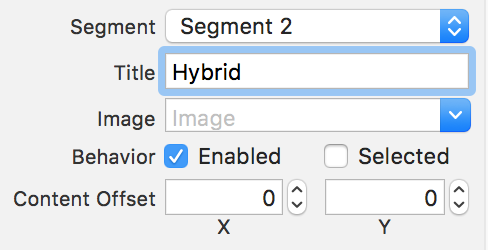 Segment Segment 2
Title Hybrid
Image Image
Behavior Enabled Selected
Content Offset 0 0
X Y